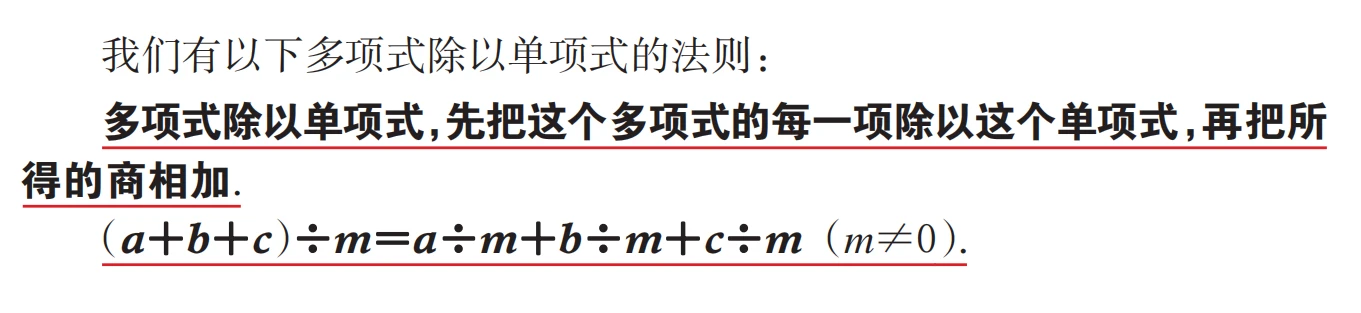 我们有以下多项式除以单项式的法则:
多项式除以单项式,先把这个多项式的每一项除以这个单项式,再把所
得的商相加.
(a+b+c)÷m=a÷m+b÷m+c÷m (m≠0).